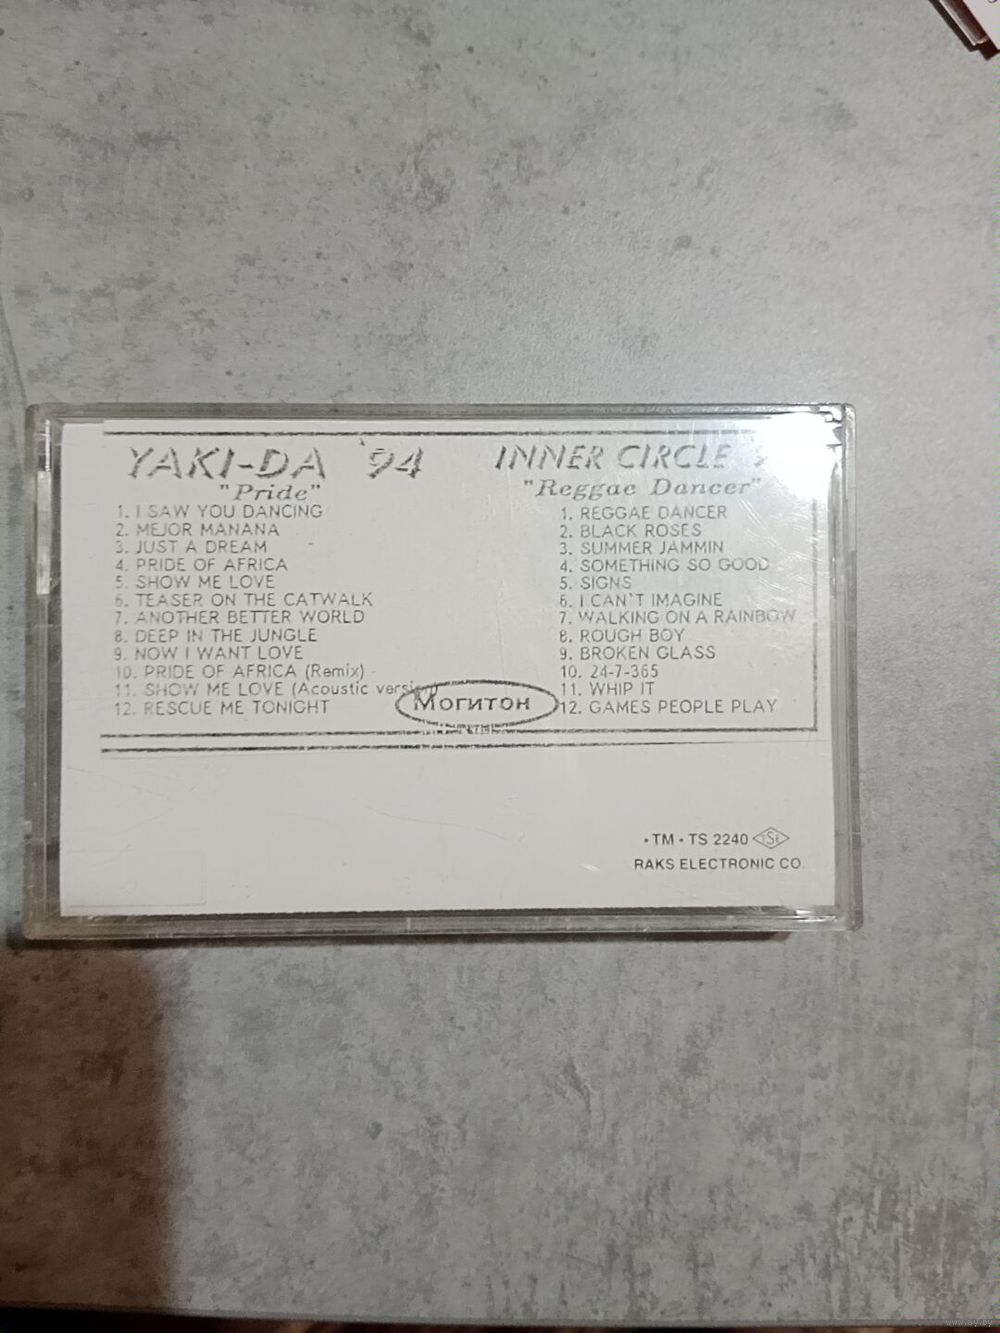 YAKI-DA '94
"Pride"
1. I SAW YOU DANCING
2. MEJOR MANANA
3. JUST A DREAM
4. PRIDE OF AFRICA
5. SHOW ME LOVE
6. TEASER ON THE CATWALK
7. ANOTHER BETTER WORLD
8. DEEP IN THE JUNGLE
9. NOW I WANT LOVE
10. PRIDE OF AFRICA (Remix)
11. SHOW ME LOVE (Acoustic version)
12. RESCUE ME TONIGHT
INNER CIRCLE
"Reggae Dancer"
1. REGGAE DANCER
2. BLACK ROSES
3. SUMMER JAMMIN
4. SOMETHING SO GOOD
5. SIGNS
6. I CAN'T IMAGINE
7. WALKING ON A RAINBOW
8. ROUGH BOY
9. BROKEN GLASS
10. 24-7-365
11. WHIP IT
12. GAMES PEOPLE PLAY
МОГИТОН
• TM • TS 2240 TSE
RAKS ELECTRONIC CO.
www.ay.by